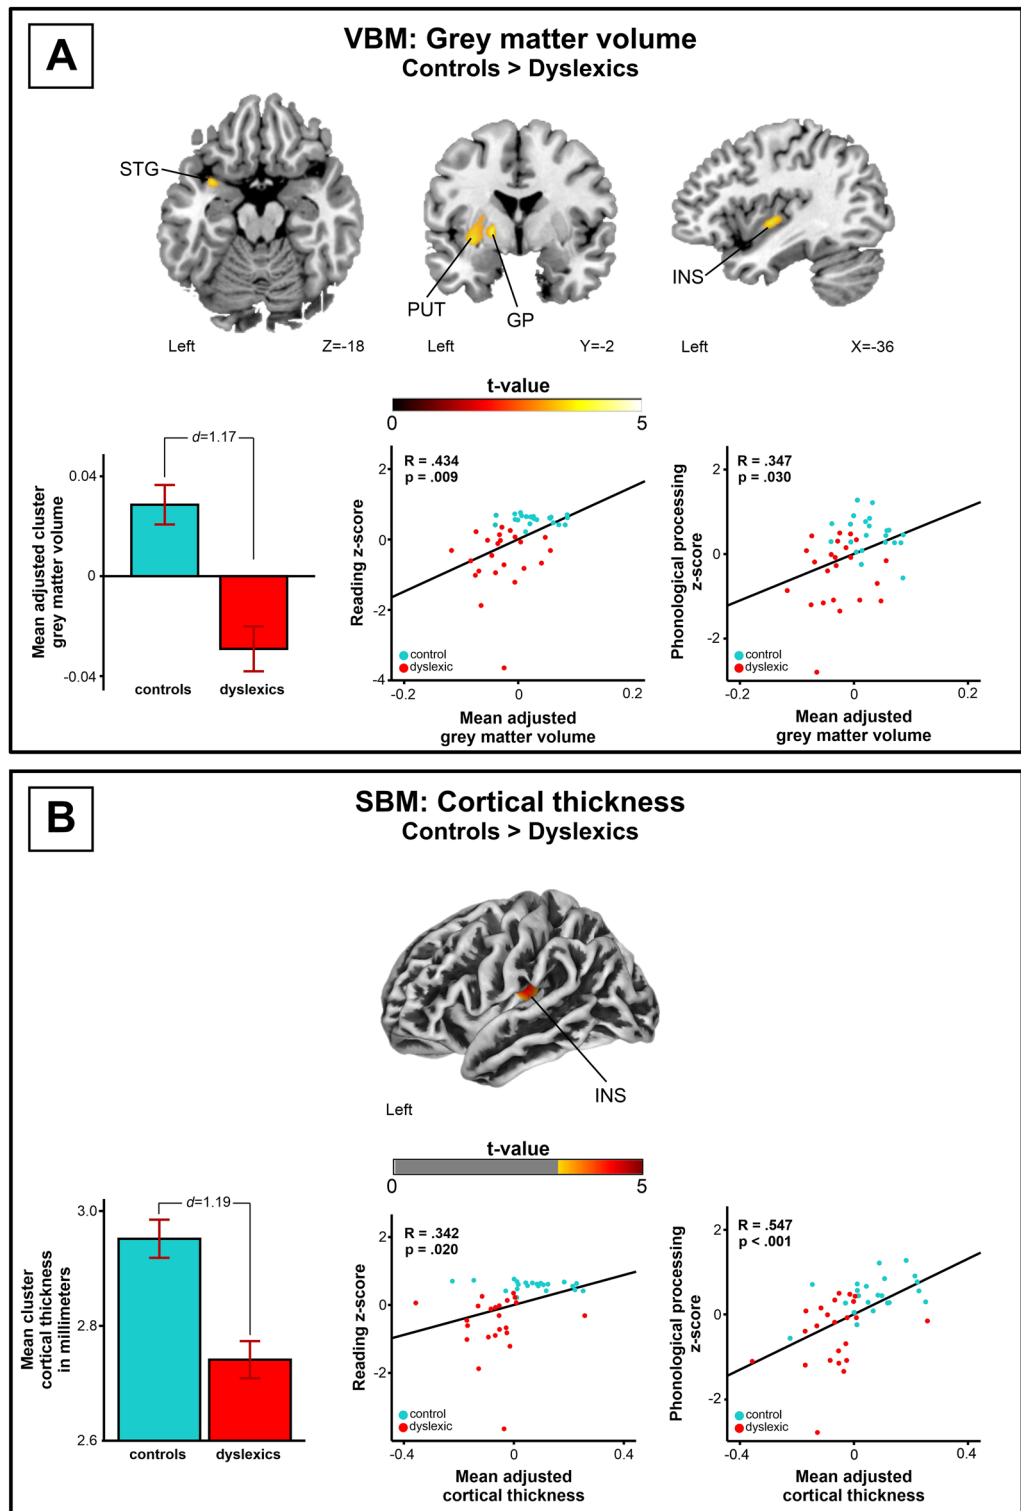 A
VBM: Grey matter volume
Controls > Dyslexics
STG
PUT
GP
INS
Left
Z=-18
Left
Y=-2
Left
X=-36
t-value
0
5
Mean adjusted cluster
grey matter volume
0.04
0
-0.04
d=1.17
controls
dyslexics
Reading z-score
2
0
-2
-4
R = .434
p = .009
control
dyslexic
-0.2
0
0.2
Mean adjusted
grey matter volume
Phonological processing
z-score
2
0
-2
R = .347
p = .030
control
dyslexic
-0.2
0
0.2
Mean adjusted
grey matter volume
B
SBM: Cortical thickness
Controls > Dyslexics
INS
Left
t-value
0
5
Mean cluster
cortical thickness
in millimeters
3.0
2.8
2.6
d=1.19
controls
dyslexics
Reading z-score
2
0
-2
R = .342
p = .020
control
dyslexic
-0.4
0
0.4
Mean adjusted
cortical thickness
Phonological processing
z-score
2
0
-2
R = .547
p < .001
control
dyslexic
-0.4
0
0.4
Mean adjusted
cortical thickness